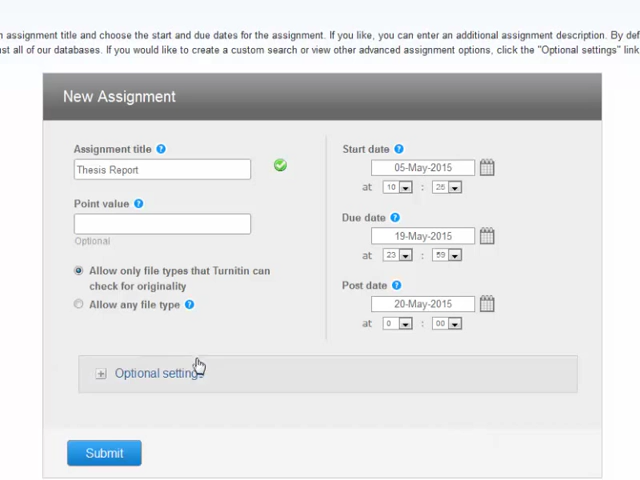 n assignment title and choose the start and due dates for the assignment. If you like, you can enter an additional assignment description. By def
nst all of our databases. If you would like to create a custom search or view other advanced assignment options, click the "Optional settings" link
New Assignment
Assignment title ?
Thesis Report
Point value ?
Optional
Allow only file types that Turnitin can
check for originality
Allow any file type ?
Start date ?
05-May-2015
at 10 : 25
Due date ?
19-May-2015
at 23 : 59
Post date ?
20-May-2015
at 0 : 00
Optional settings
Submit